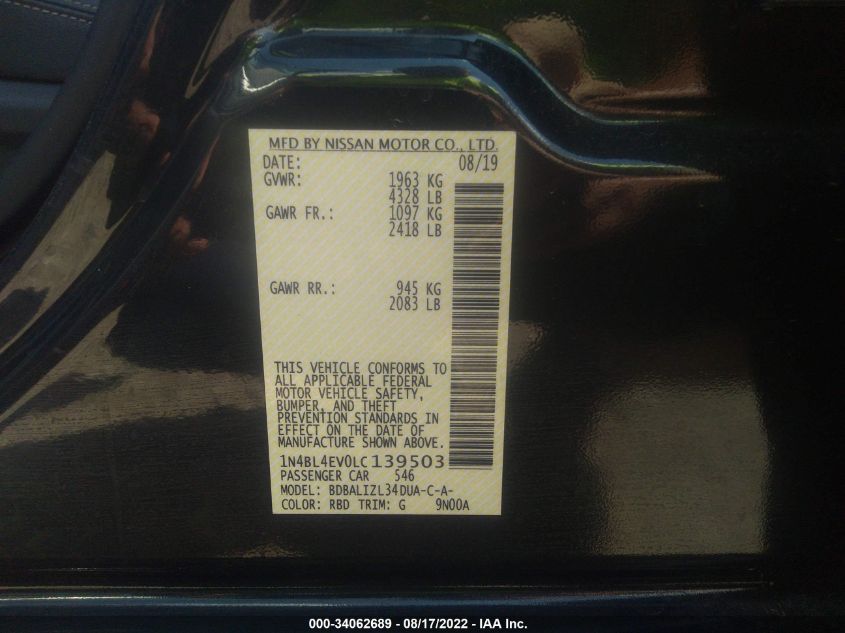 MFD BY NISSAN MOTOR CO., LTD.
DATE: 08/19
GVWR: 1963 KG
4328 LB
GAWR FR.: 1097 KG
2418 LB
GAWR RR.: 945 KG
2083 LB
THIS VEHICLE CONFORMS TO
ALL APPLICABLE FEDERAL
MOTOR VEHICLE SAFETY,
BUMPER, AND THEFT
PREVENTION STANDARDS IN
EFFECT ON THE DATE OF
MANUFACTURE SHOWN ABOVE.
1N4BL4EV0LC139503
PASSENGER CAR 546
MODEL: BDBALIZL34DUA-C-A-
COLOR: RBD TRIM: G 9N00A
000-34062689 - 08/17/2022 - IAA Inc.